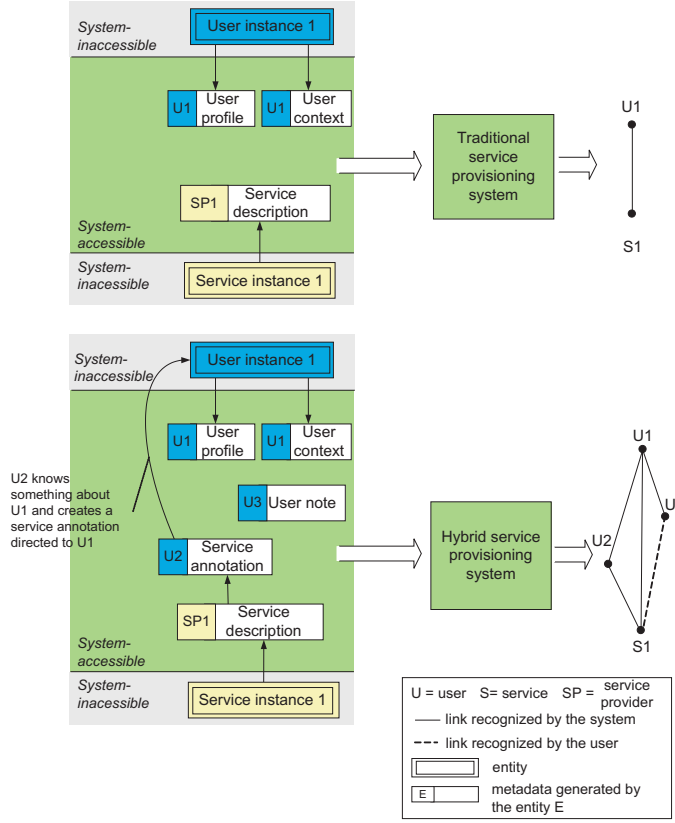 System-
inaccessible
User instance 1
U1
User
profile
U1
User
context
SP1
Service
description
System-
accessible
System-
inacessible
Service instance 1
Traditional
service
provisioning
system
U1
S1
System-
inaccessible
User instance 1
U1
User
profile
U1
User
context
U2 knows
something about
U1 and creates a
service annotation
directed to U1
U3
User note
U2
Service
annotation
SP1
Service
description
System-
accessible
System-
inacessible
Service instance 1
Hybrid service
provisioning
system
U1
U
U2
S1
U = user S= service SP = service
provider
link recognized by the system
link recognized by the user
entity
E
metadata generated by
the entity E